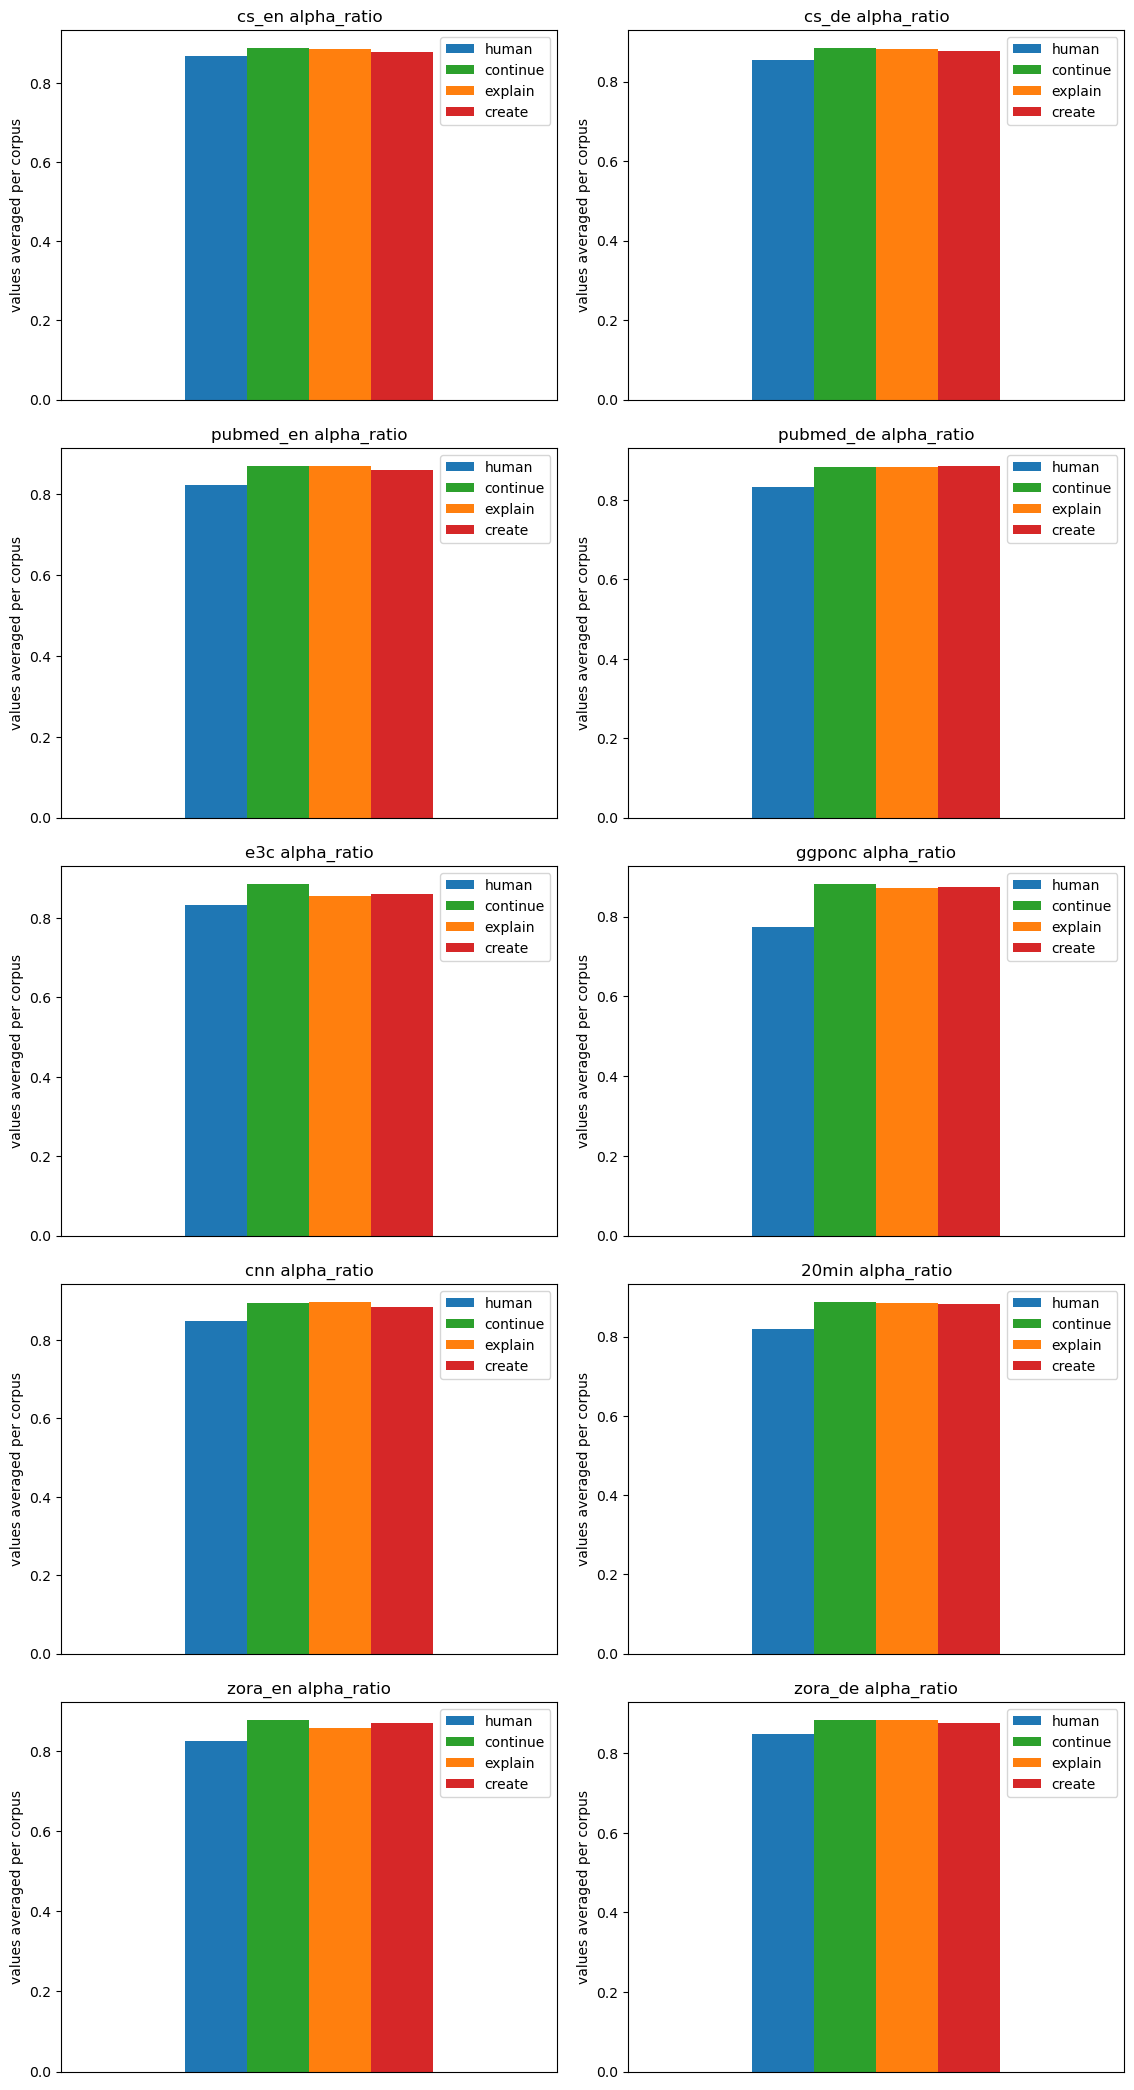 cs_en alpha_ratio
values averaged per corpus
0.8
0.6
0.4
0.2
0.0
human
continue
explain
create
cs_de alpha_ratio
values averaged per corpus
0.8
0.6
0.4
0.2
0.0
human
continue
explain
create
pubmed_en alpha_ratio
values averaged per corpus
0.8
0.6
0.4
0.2
0.0
human
continue
explain
create
pubmed_de alpha_ratio
values averaged per corpus
0.8
0.6
0.4
0.2
0.0
human
continue
explain
create
e3c alpha_ratio
values averaged per corpus
0.8
0.6
0.4
0.2
0.0
human
continue
explain
create
ggponc alpha_ratio
values averaged per corpus
0.8
0.6
0.4
0.2
0.0
human
continue
explain
create
cnn alpha_ratio
values averaged per corpus
0.8
0.6
0.4
0.2
0.0
human
continue
explain
create
20min alpha_ratio
values averaged per corpus
0.8
0.6
0.4
0.2
0.0
human
continue
explain
create
zora_en alpha_ratio
values averaged per corpus
0.8
0.6
0.4
0.2
0.0
human
continue
explain
create
zora_de alpha_ratio
values averaged per corpus
0.8
0.6
0.4
0.2
0.0
human
continue
explain
create